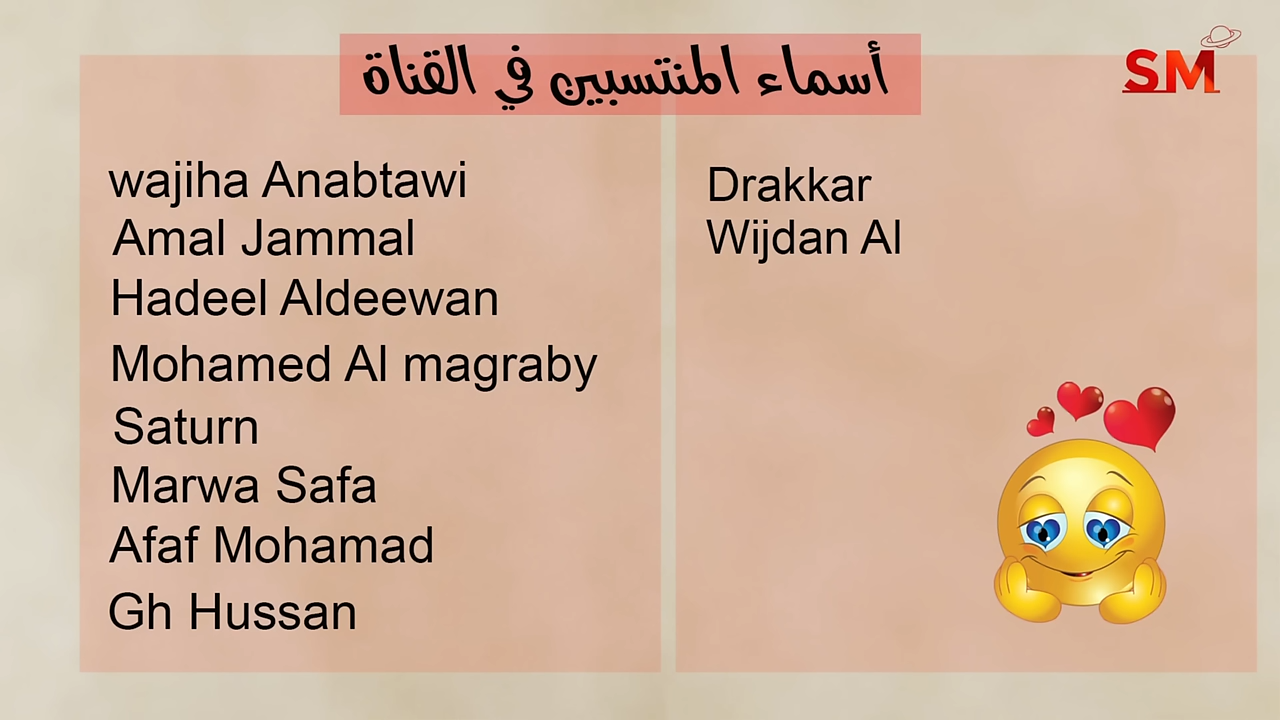 أسماء المنتسبين في القناة
SM
wajiha Anabtawi
Amal Jammal
Hadeel Aldeewan
Mohamed Al magraby
Saturn
Marwa Safa
Afaf Mohamad
Gh Hussan
Drakkar
Wijdan Al